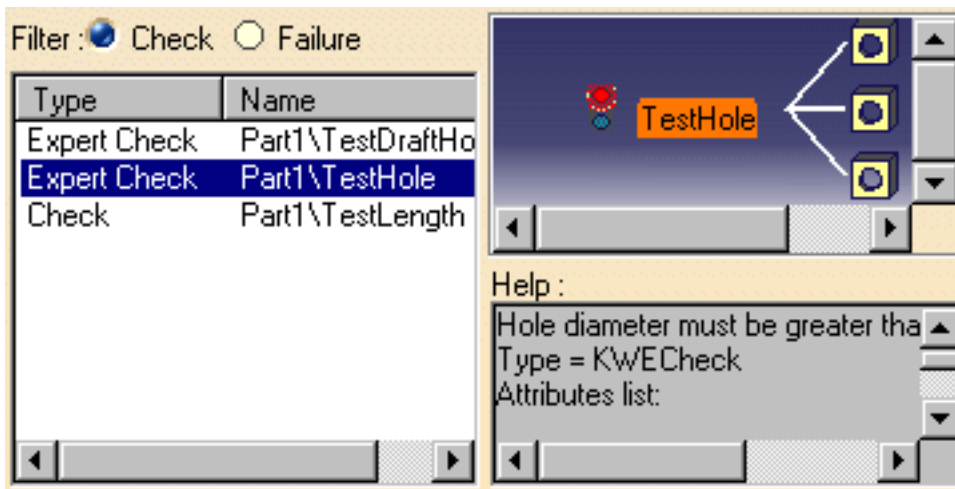 Filter : Check Failure
Type Name
Expert Check Part1\TestDraftHo
Expert Check Part1\TestHole
Check Part1\TestLength
TestHole
Help :
Hole diameter must be greater tha
Type = KWECheck
Attributes list: